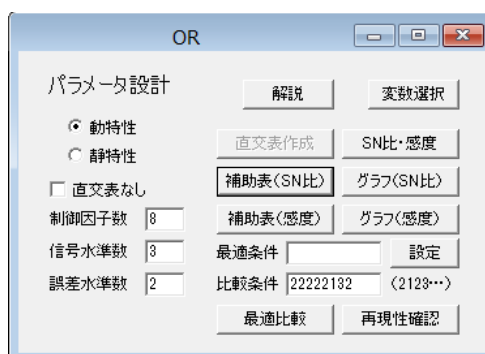 OR
パラメータ設計
解説 変数選択
動特性
静特性
直交表作成 SN比・感度
直交表なし
補助表(SN比) グラフ(SN比)
制御因子数 8
補助表(感度) グラフ(感度)
信号水準数 3
最適条件 設定
誤差水準数 2
比較条件 22222132 (2123…)
最適比較 再現性確認